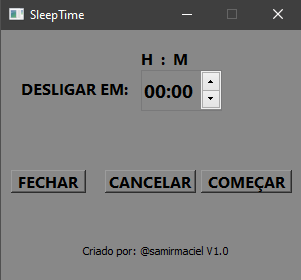 SleepTime
H : M
DESLIGAR EM: 00:00
FECHAR CANCELAR COMEÇAR
Criado por: @samirmaciel V1.0